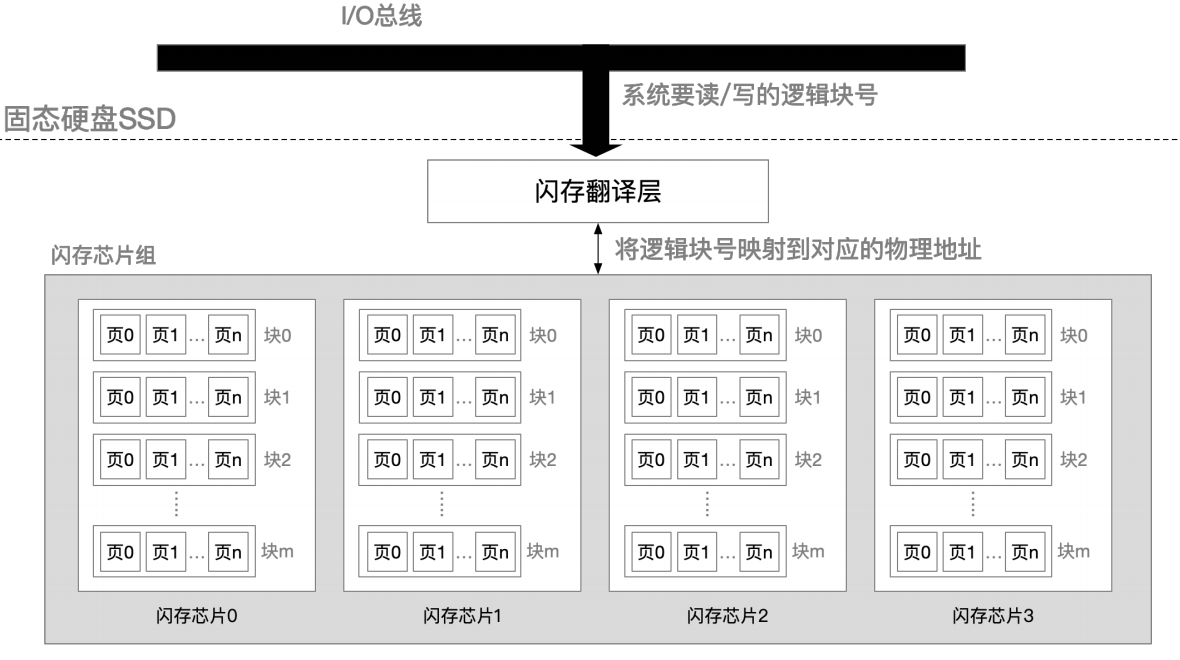 I/O总线
系统要读/写的逻辑块号
固态硬盘SSD
闪存翻译层
将逻辑块号映射到对应的物理地址
闪存芯片组
页0 页1 ... 页n 块0 页0 页1 ... 页n 块0 页0 页1 ... 页n 块0 页0 页1 ... 页n 块0
页0 页1 ... 页n 块1 页0 页1 ... 页n 块1 页0 页1 ... 页n 块1 页0 页1 ... 页n 块1
页0 页1 ... 页n 块2 页0 页1 ... 页n 块2 页0 页1 ... 页n 块2 页0 页1 ... 页n 块2
页0 页1 ... 页n 块m 页0 页1 ... 页n 块m 页0 页1 ... 页n 块m 页0 页1 ... 页n 块m
闪存芯片0 闪存芯片1 闪存芯片2 闪存芯片3